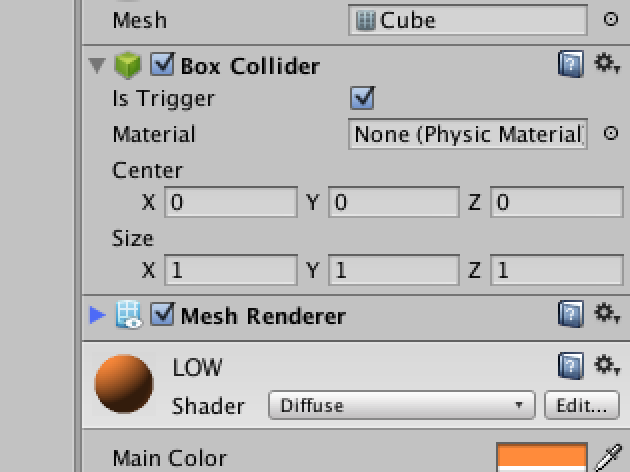 Mesh Cube
Box Collider
Is Trigger
Material None (Physic Material)
Center
X 0 Y 0 Z 0
Size
X 1 Y 1 Z 1
Mesh Renderer
LOW
Shader Diffuse Edit...
Main Color